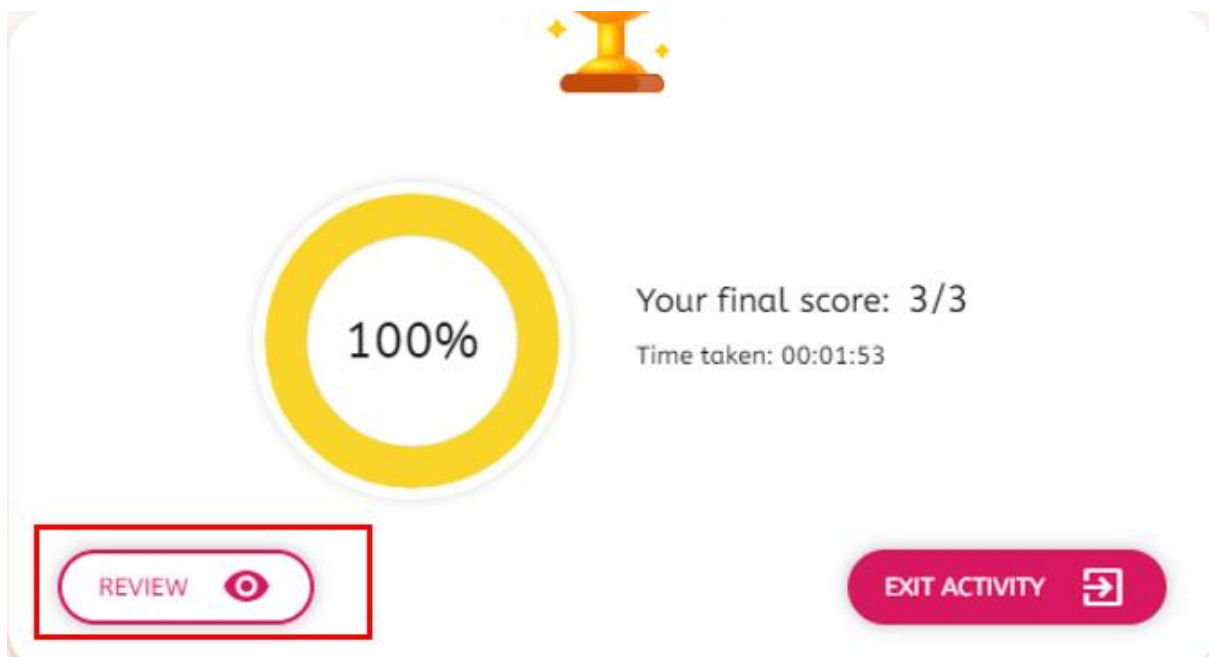 100%
Your final score: 3/3
Time taken: 00:01:53
REVIEW
EXIT ACTIVITY